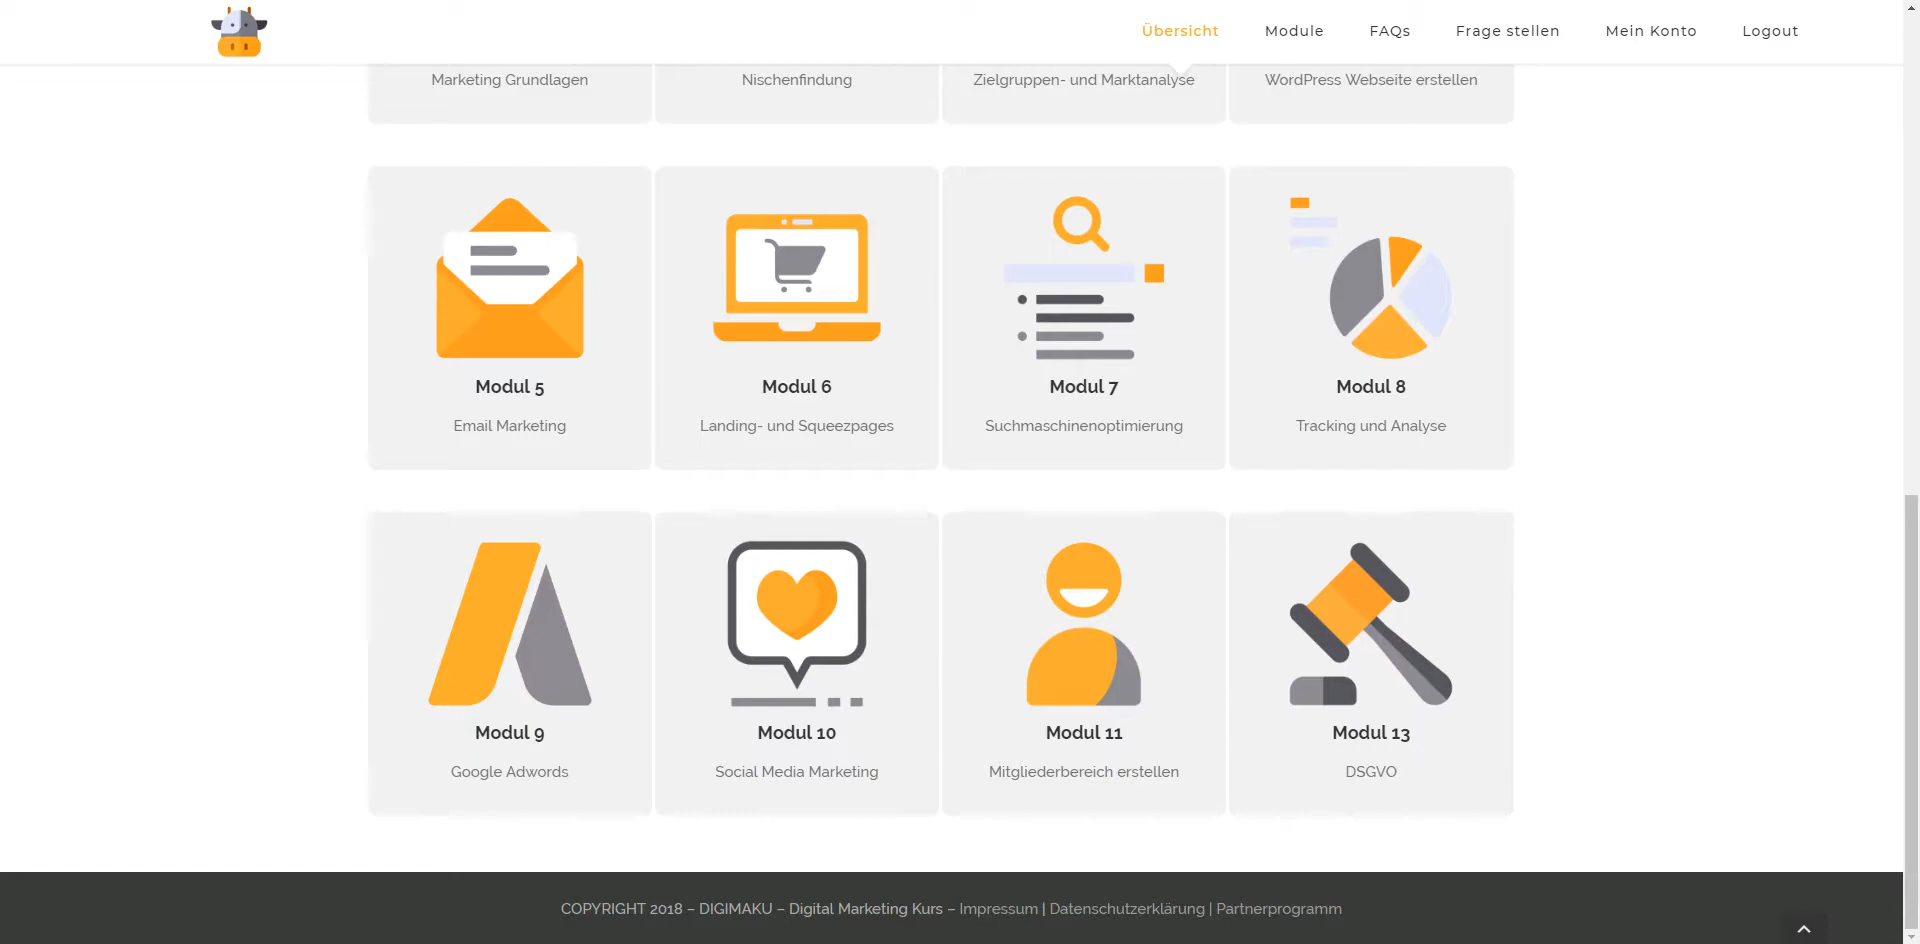 Übersicht Module FAQs Frage stellen Mein Konto Logout
Marketing Grundlagen Nischenfindung Zielgruppen- und Marktanalyse WordPress Webseite erstellen
Modul 5 Modul 6 Modul 7 Modul 8
Email Marketing Landing- und Squeezpages Suchmaschinenoptimierung Tracking und Analyse
Modul 9 Modul 10 Modul 11 Modul 13
Google Adwords Social Media Marketing Mitgliederbereich erstellen DSGVO
COPYRIGHT 2018 – DIGIMAKU – Digital Marketing Kurs – Impressum | Datenschutzerklärung | Partnerprogramm